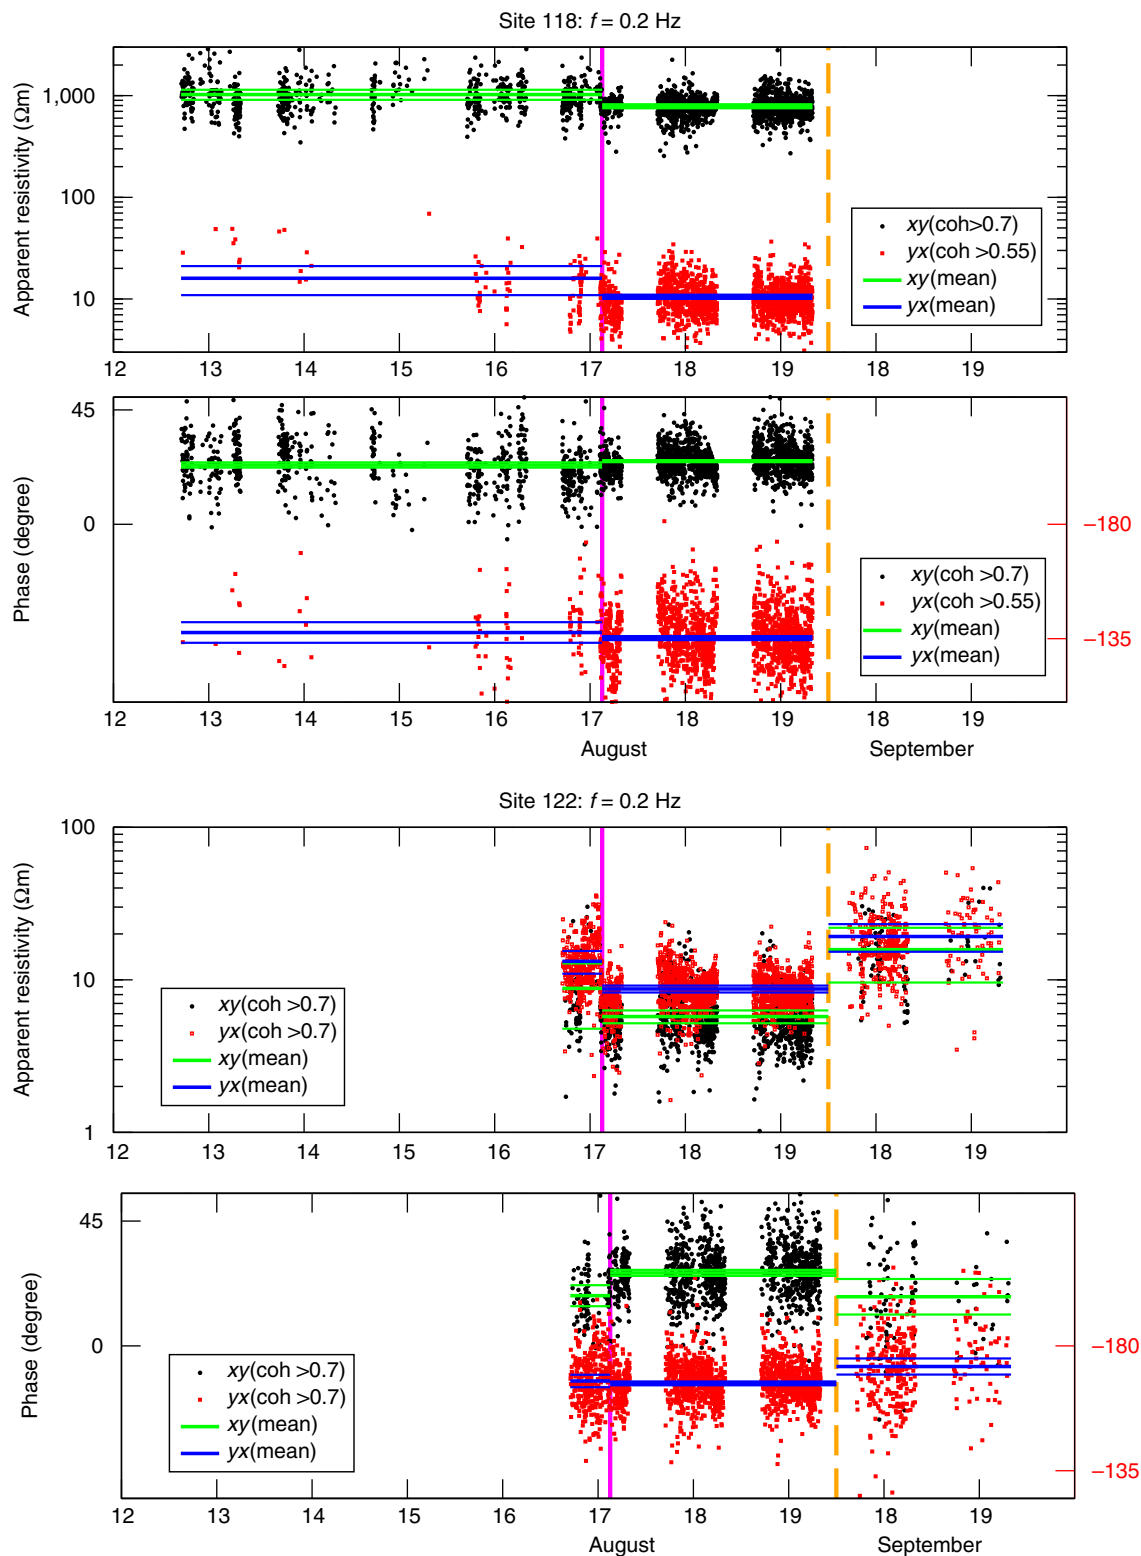 Site 118: f = 0.2 Hz
Apparent resistivity (Ωm)
1,000
100
10
xy(coh>0.7)
yx(coh >0.55)
xy(mean)
yx(mean)
12 13 14 15 16 17 18 19 18 19
Phase (degree)
45
0
−180
−135
xy(coh >0.7)
yx(coh >0.55)
xy(mean)
yx(mean)
12 13 14 15 16 17 18 19 18 19
August September
Site 122: f = 0.2 Hz
Apparent resistivity (Ωm)
100
10
1
xy(coh >0.7)
yx(coh >0.7)
xy(mean)
yx(mean)
12 13 14 15 16 17 18 19 18 19
Phase (degree)
45
0
−180
−135
xy(coh >0.7)
yx(coh >0.7)
xy(mean)
yx(mean)
12 13 14 15 16 17 18 19 18 19
August September